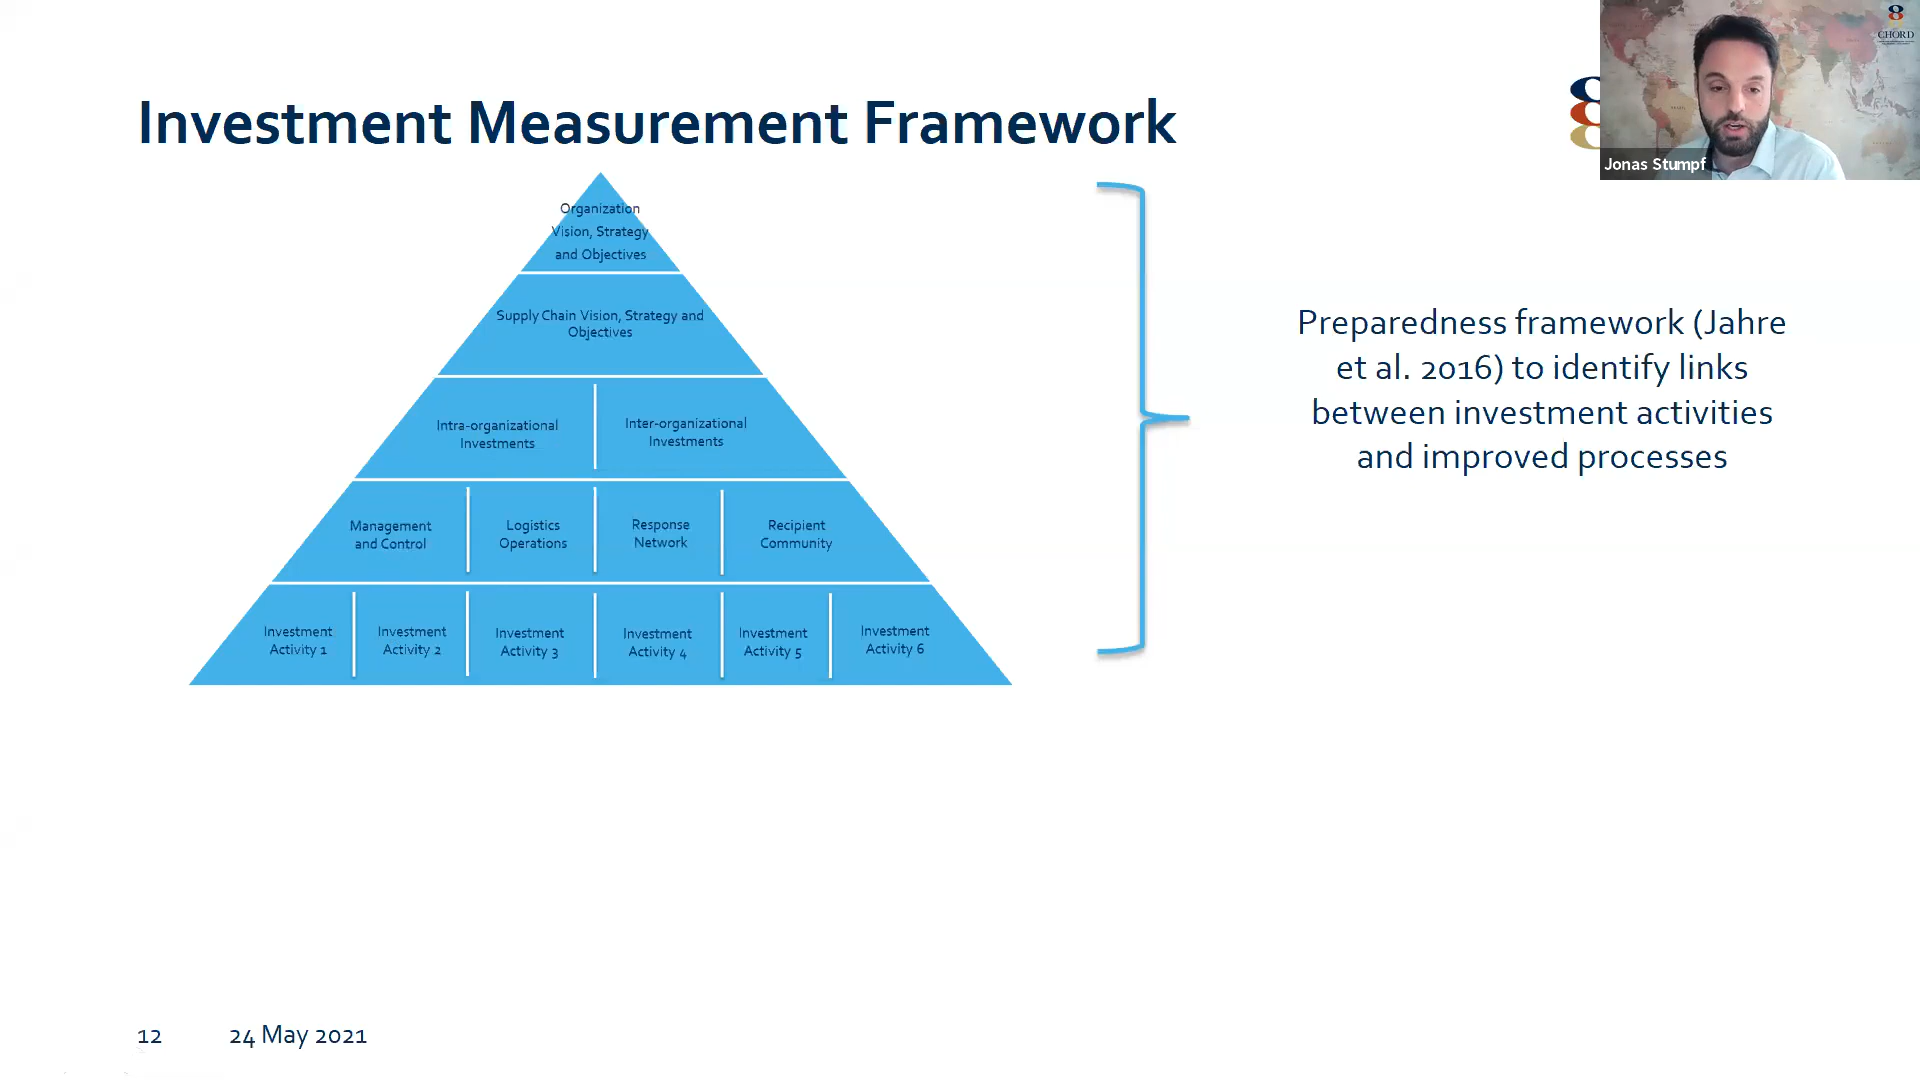 Investment Measurement Framework
CHORD
Jonas Stumpf
Organization
Vision, Strategy
and Objectives
Supply Chain Vision, Strategy and
Objectives
Intra-organizational
Investments
Inter-organizational
Investments
Management
and Control
Logistics
Operations
Response
Network
Recipient
Community
Investment
Activity 1
Investment
Activity 2
Investment
Activity 3
Investment
Activity 4
Investment
Activity 5
Investment
Activity 6
Preparedness framework (Jahre
et al. 2016) to identify links
between investment activities
and improved processes
12
24 May 2021